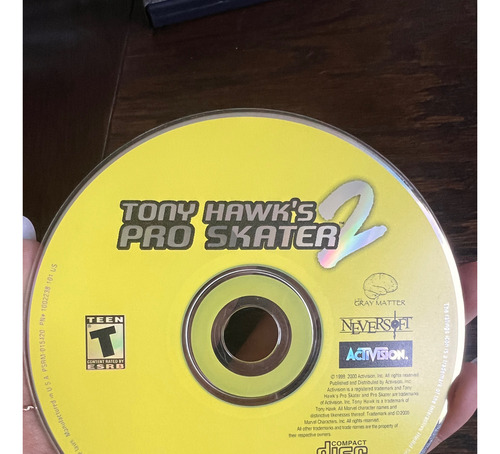 TONY HAWK'S
PRO SKATER 2
GRAY MATTER
NEVERSOFT
ACTIVISION.
TEEN
T
CONTENT RATED BY
ESRB
© 1999, 2000 Activision, Inc. All rights reserved.
Published and Distributed by Activision, Inc.
Activision is a registered trademark and Tony
Hawk's Pro Skater and Pro Skater are trademarks
of Activision, Inc. Tony Hawk is a trademark of
Tony Hawk. All Marvel character names and
distinctive likenesses thereof: Trademark and ©2000
Marvel Characters, Inc. All rights reserved.
All other trademarks and trade names are the property of
their respective owners.
COMPACT
disc
Manufactured in U.S.A.